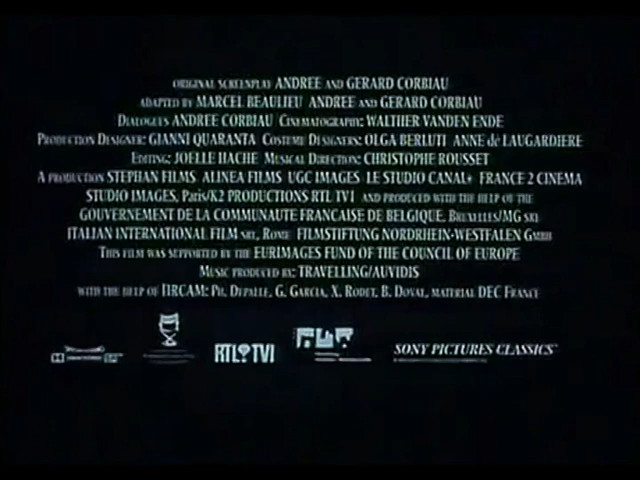 ORIGINAL SCREENPLAY ANDREE AND GERARD CORBIAU
ADAPTED BY MARCEL BEAULIEU ANDREE AND GERARD CORBIAU
DIALOGUES ANDREE CORBIAU CINEMATOGRAPHY: WALTHER VANDEN ENDE
PRODUCTION DESIGNER: GIANNI QUARANTA COSTUME DESIGNERS: OLGA BERLUTI ANNE de LAUGARDIERE
EDITING: JOELLE HACHE MUSICAL DIRECTION: CHRISTOPHE ROUSSET
A PRODUCTION STEPHAN FILMS ALINEA FILMS UGC IMAGES LE STUDIO CANAL+ FRANCE 2 CINEMA
STUDIO IMAGES, Paris/K2 PRODUCTIONS RTL/TV1 AND PRODUCED WITH THE HELP OF THE
GOUVERNEMENT DE LA COMMUNAUTE FRANCAISE DE BELGIQUE, BRUXELLES/MG SRL
ITALIAN INTERNATIONAL FILM SRL, ROME FILMSTIFTUNG NORDRHEIN-WESTFALEN GMBH
THIS FILM WAS SUPPORTED BY THE EURIMAGES FUND OF THE COUNCIL OF EUROPE
MUSIC PRODUCED BY: TRAVELLING/AUVIDIS
WITH THE HELP OF L'IRCAM: PH. DEPALLE, G. GARCIA, X. RODET, B. DOVAL, MATERIAL DEC FRANCE
RTL TVI
SONY PICTURES CLASSICS